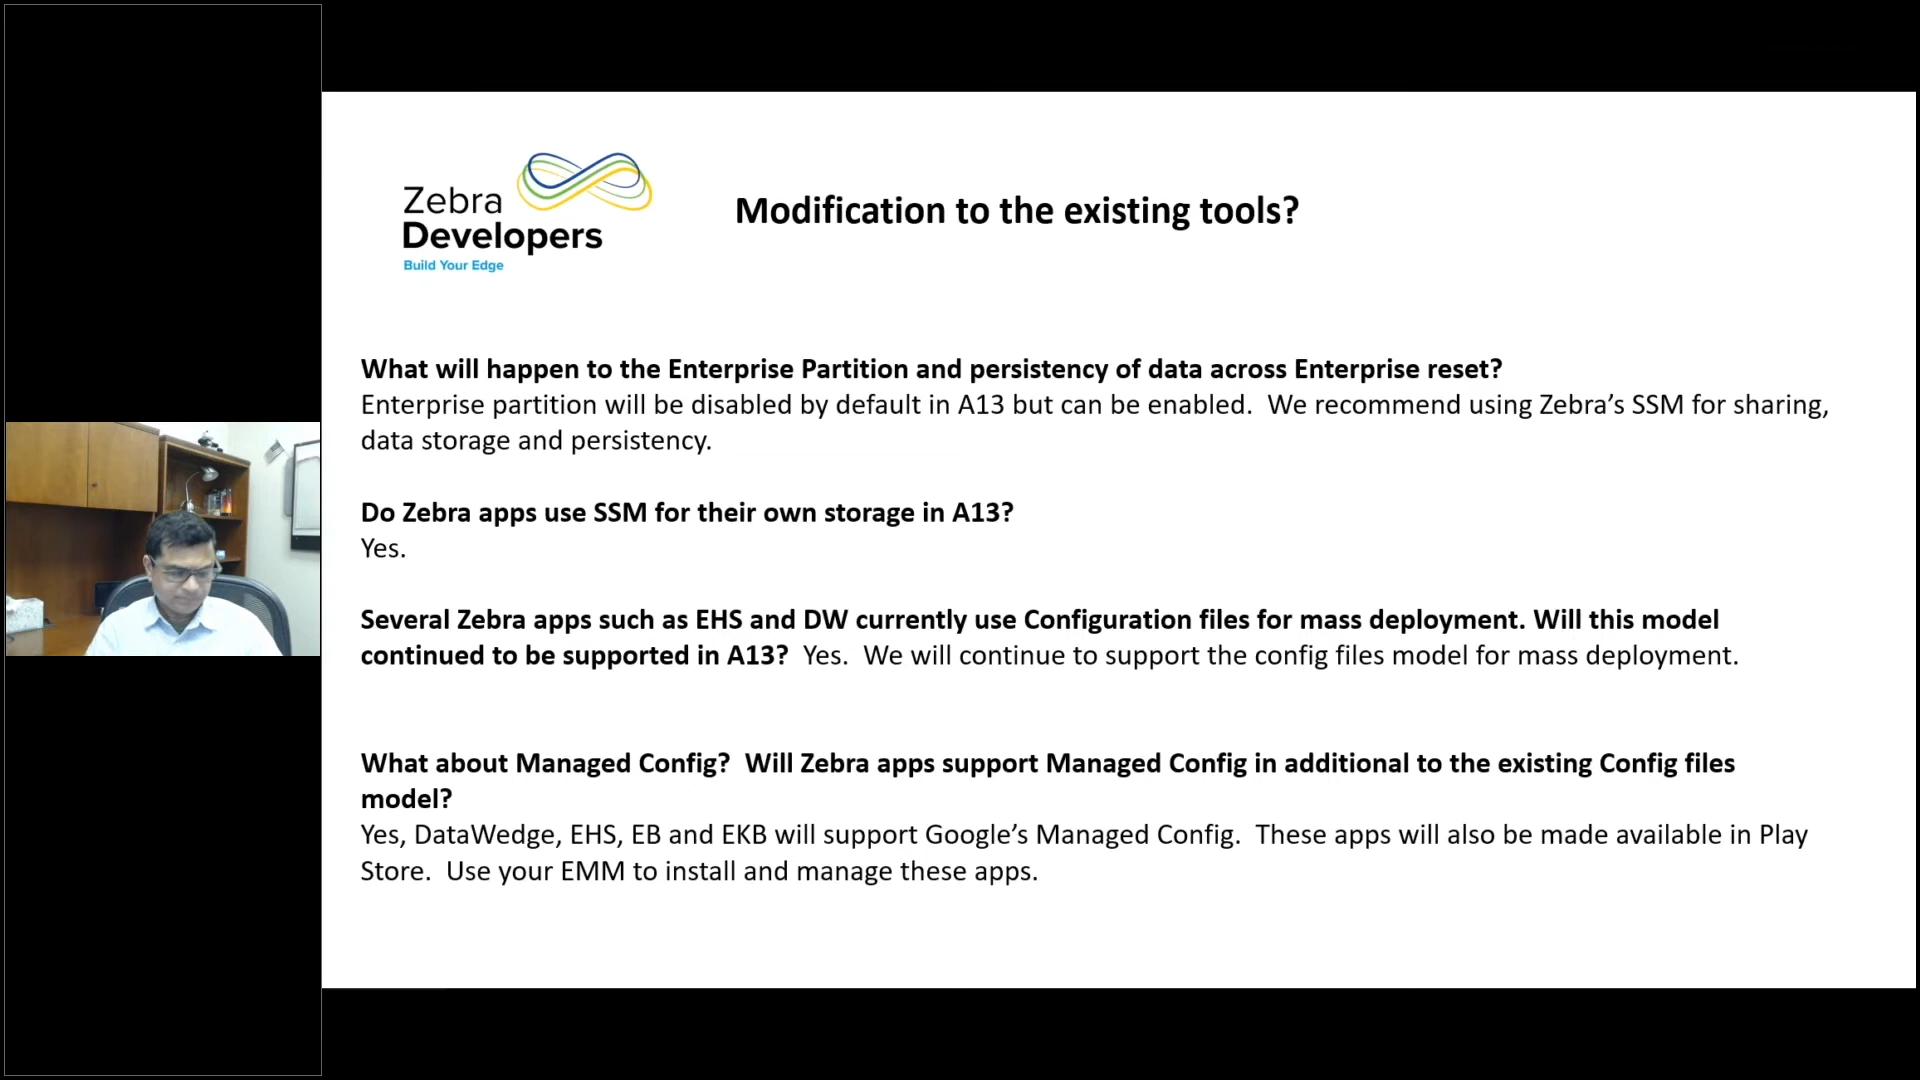 Zebra
Developers
Build Your Edge
Modification to the existing tools?
What will happen to the Enterprise Partition and persistency of data across Enterprise reset?
Enterprise partition will be disabled by default in A13 but can be enabled.  We recommend using Zebra’s SSM for sharing,
data storage and persistency.
Do Zebra apps use SSM for their own storage in A13?
Yes.
Several Zebra apps such as EHS and DW currently use Configuration files for mass deployment. Will this model
continued to be supported in A13?  Yes.  We will continue to support the config files model for mass deployment.
What about Managed Config?  Will Zebra apps support Managed Config in additional to the existing Config files
model?
Yes, DataWedge, EHS, EB and EKB will support Google’s Managed Config.  These apps will also be made available in Play
Store.  Use your EMM to install and manage these apps.